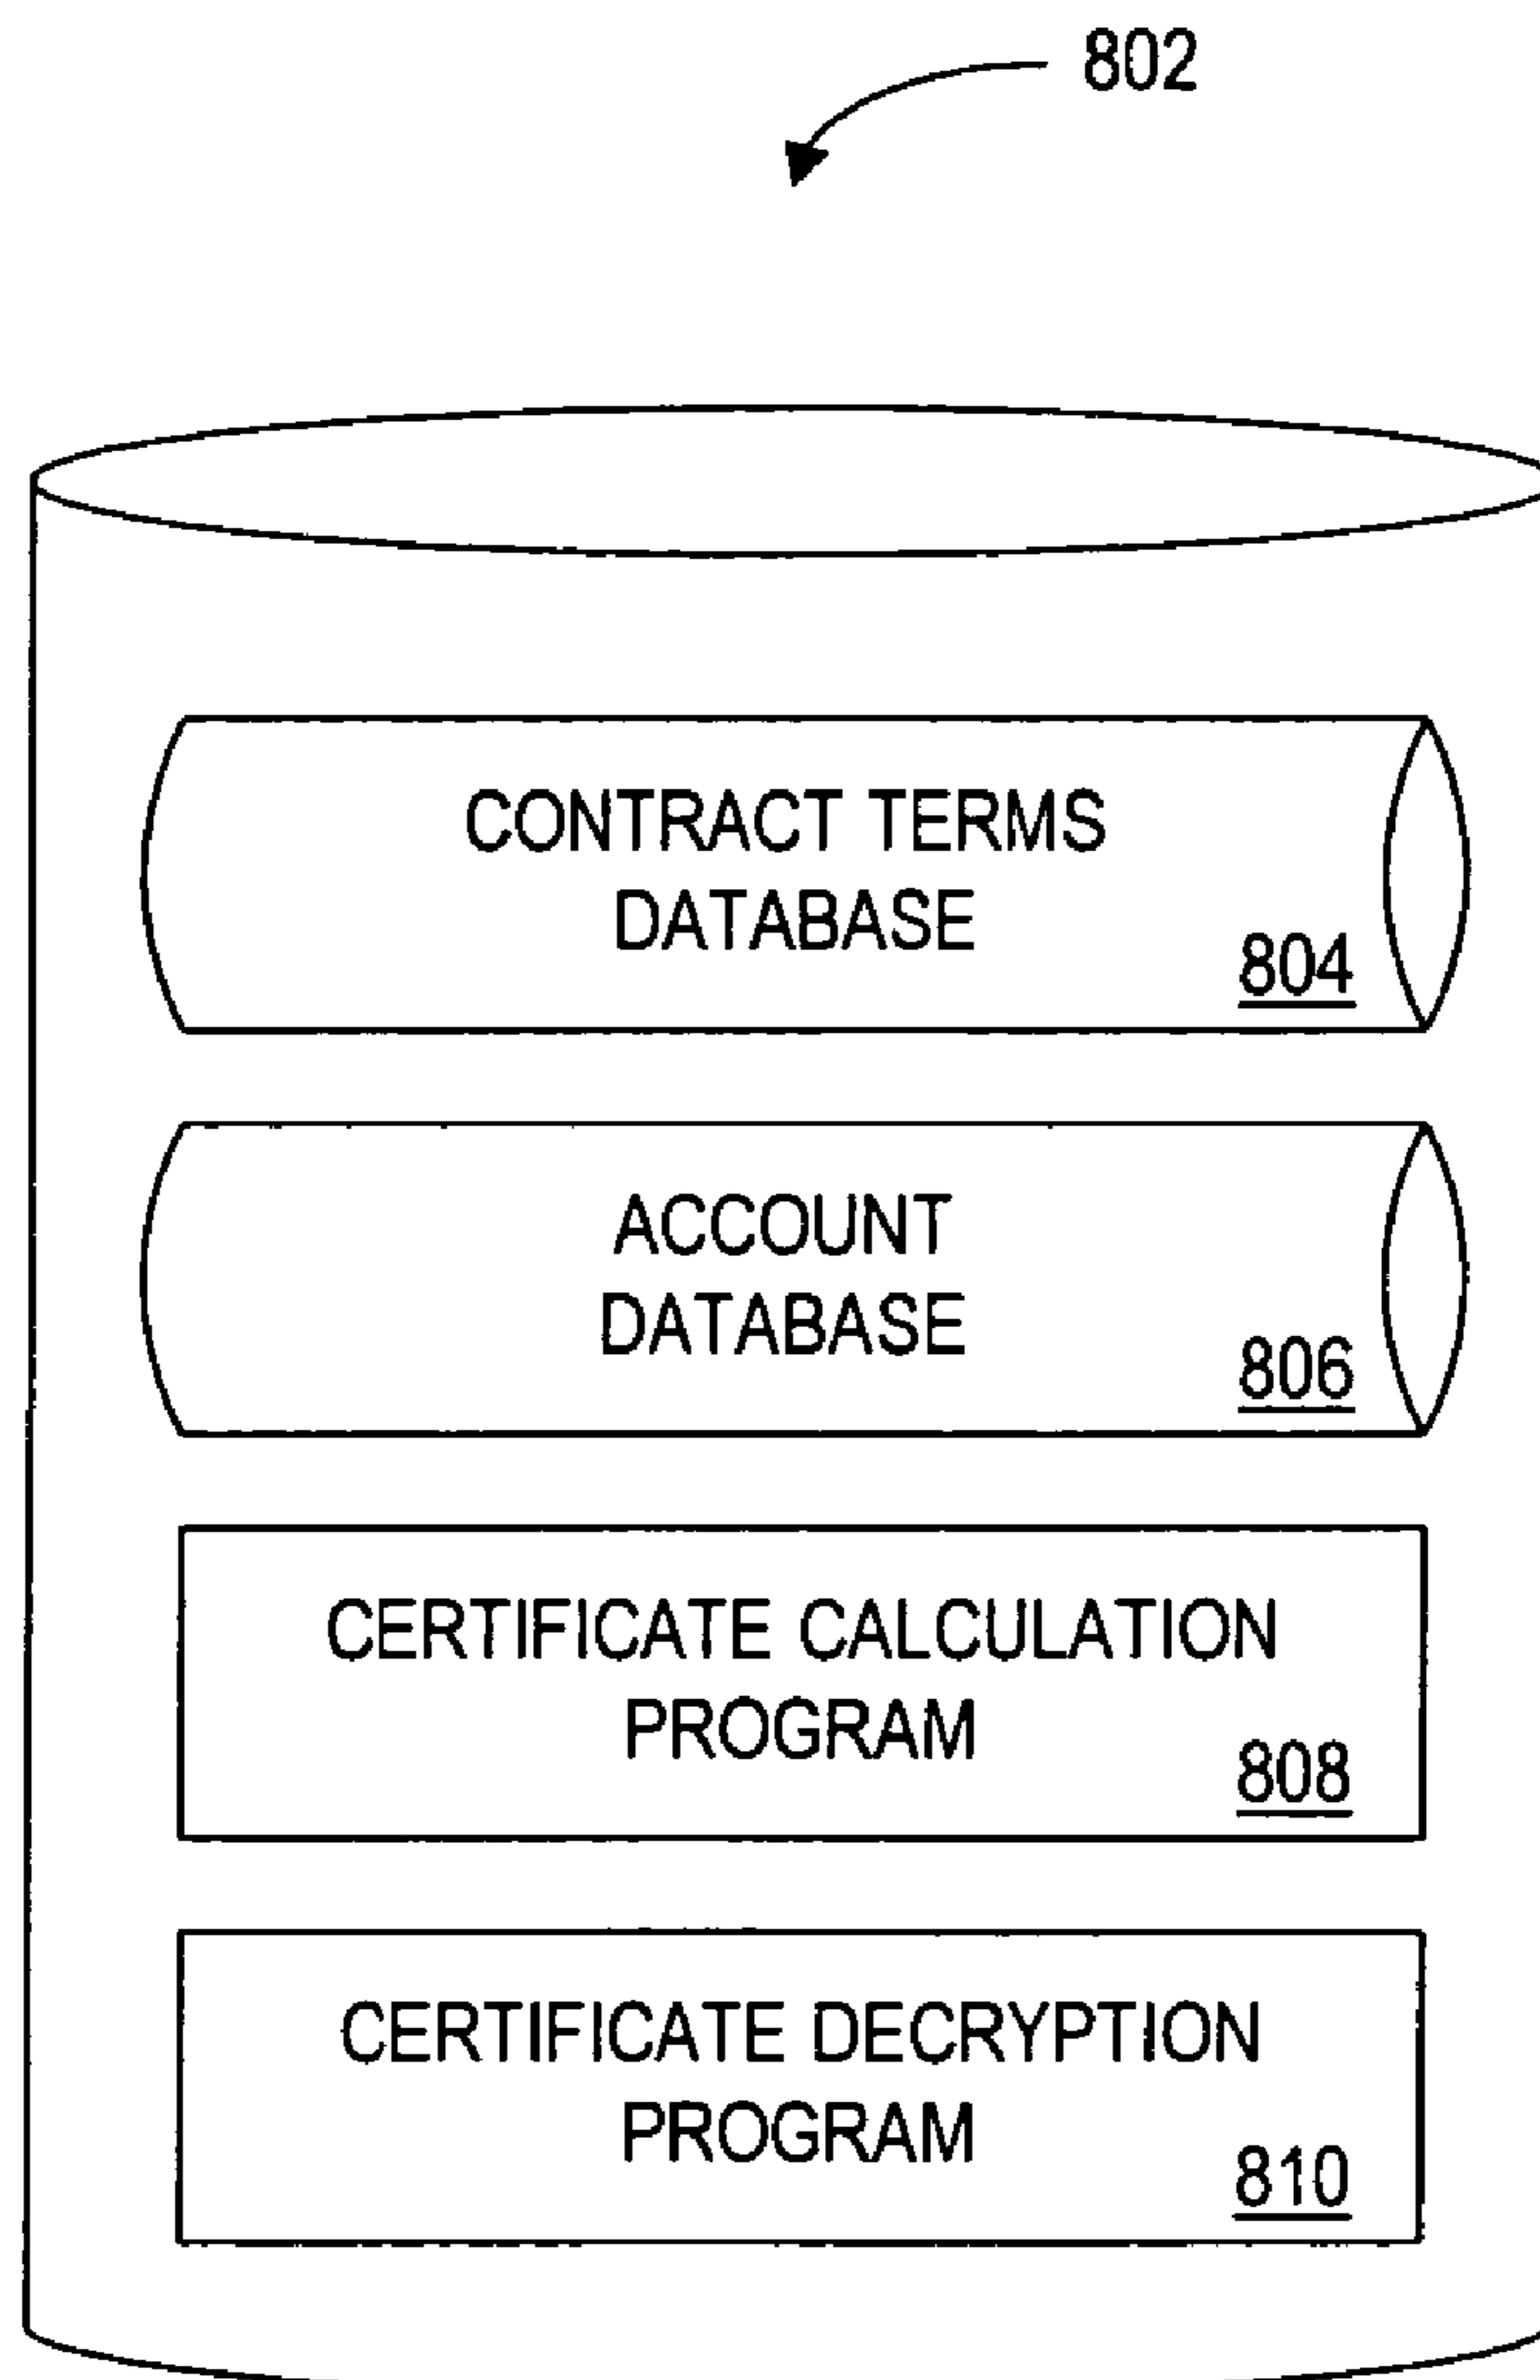 802
CONTRACT TERMS
DATABASE
804
ACCOUNT
DATABASE
806
CERTIFICATE CALCULATION
PROGRAM
808
CERTIFICATE DECRYPTION
PROGRAM
810